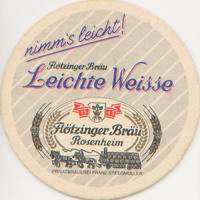 nimm's leicht!
Flötzinger Bräu
Leichte Weisse
Flötzinger Bräu
Rosenheim
PRIVATBRAUEREI FRANZ STEEGMÜLLER